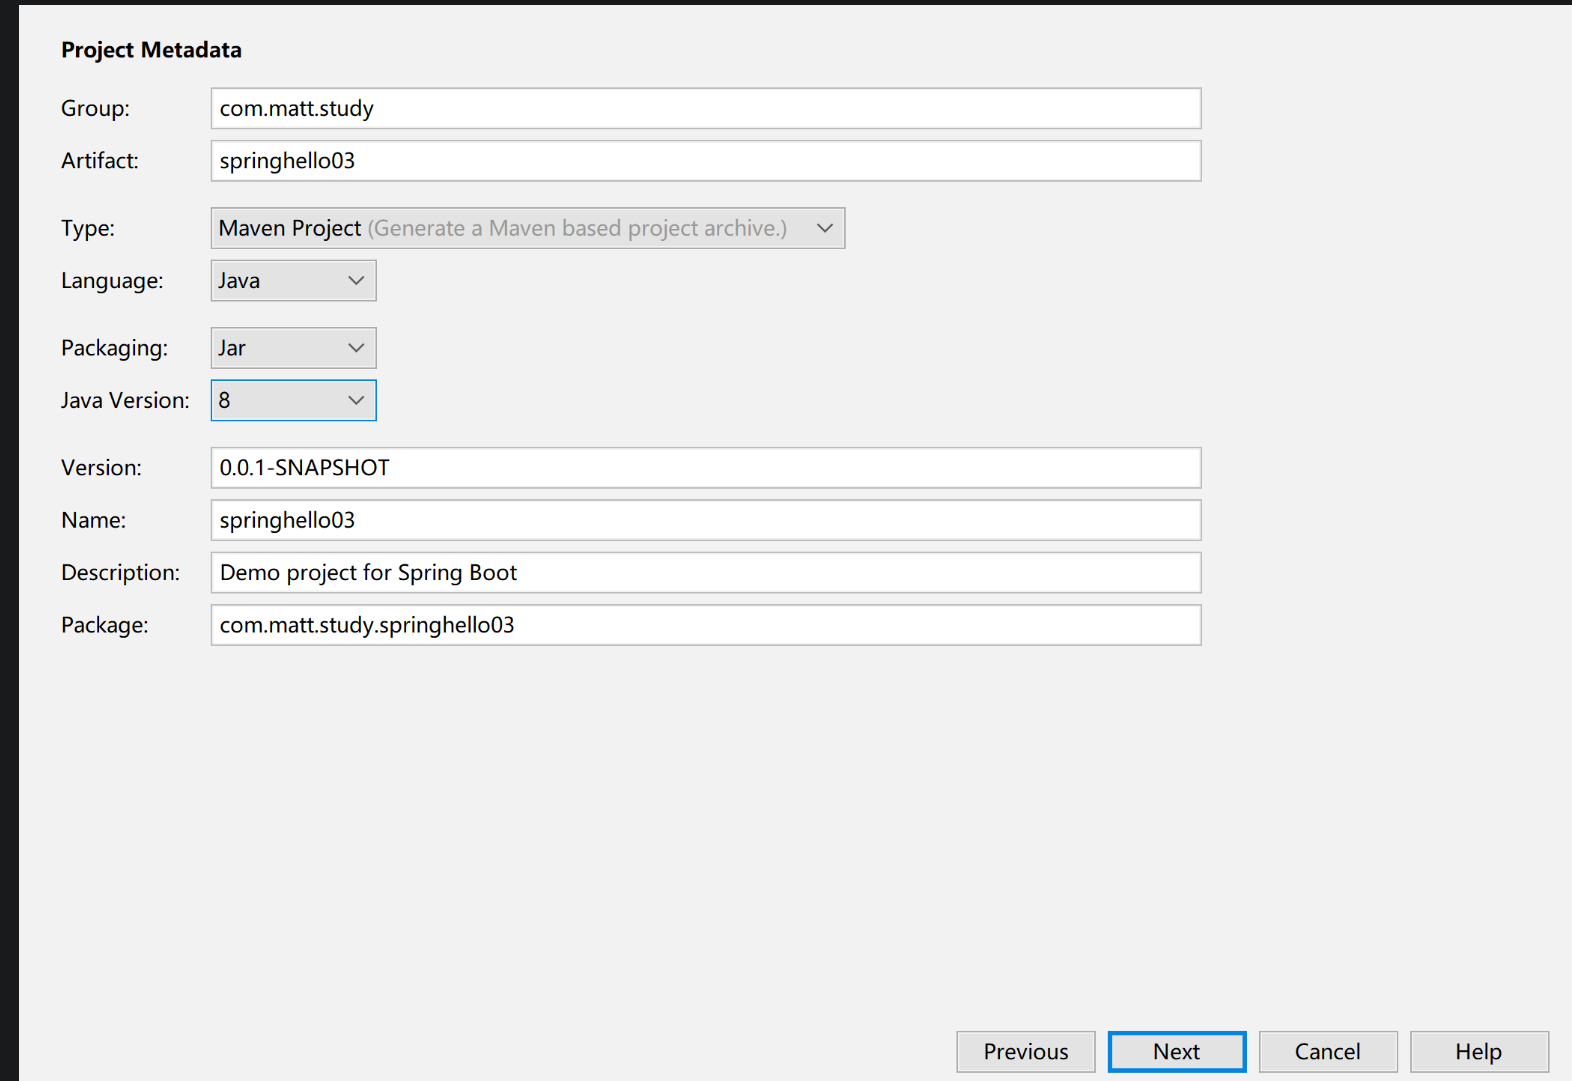 Project Metadata
Group: com.matt.study
Artifact: springhello03
Type: Maven Project (Generate a Maven based project archive.)
Language: Java
Packaging: Jar
Java Version: 8
Version: 0.0.1-SNAPSHOT
Name: springhello03
Description: Demo project for Spring Boot
Package: com.matt.study.springhello03
Previous Next Cancel Help